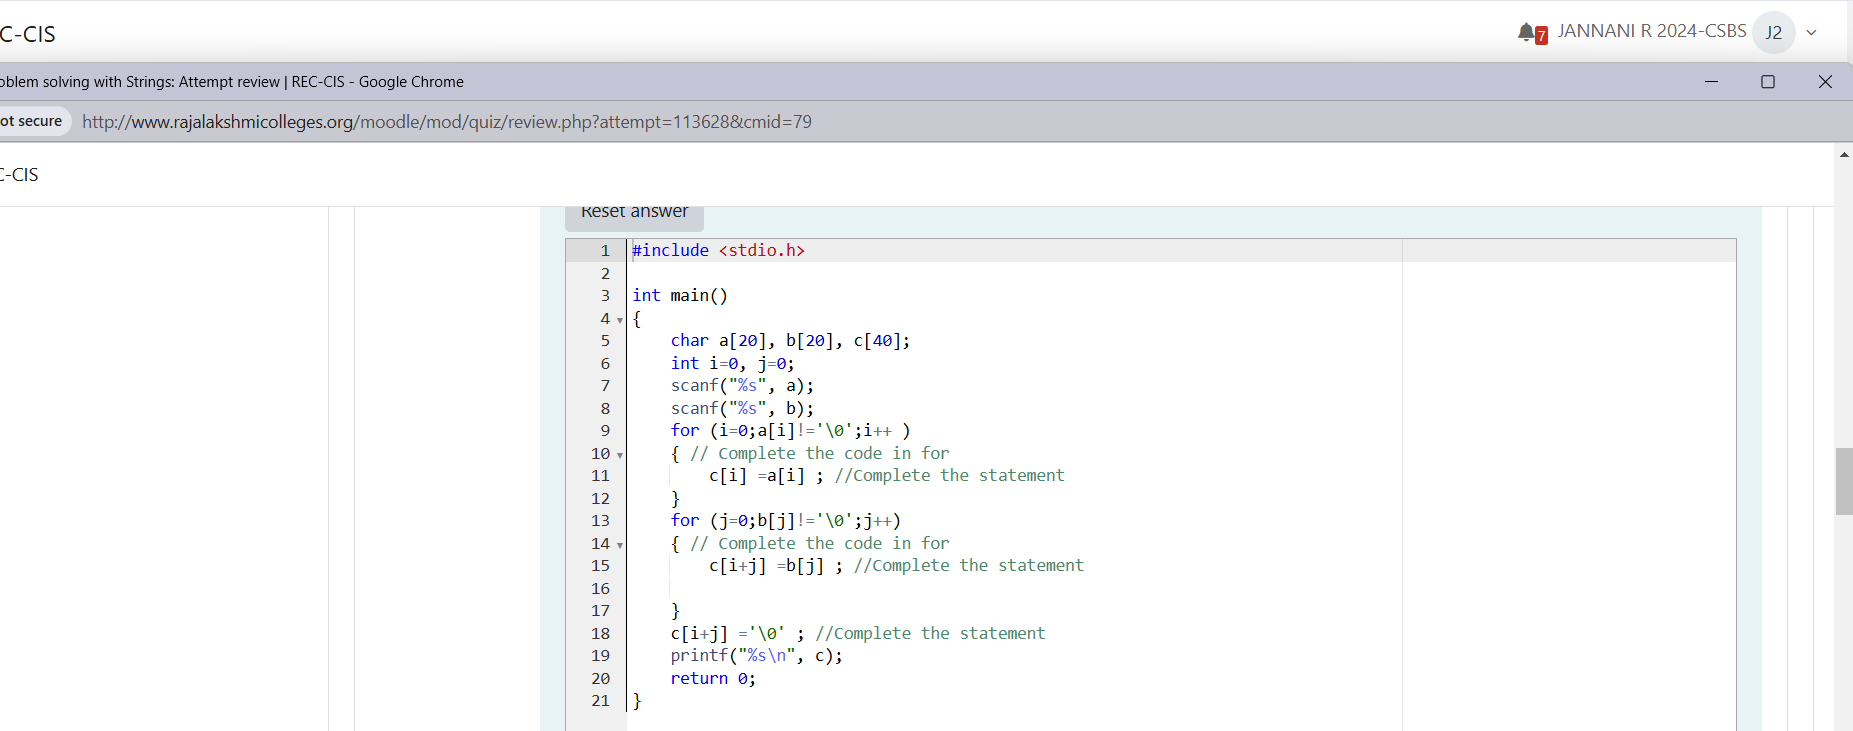 C-CIS
7 JANNANI R 2024-CSBS J2
oblem solving with Strings: Attempt review | REC-CIS - Google Chrome
ot secure http://www.rajalakshmicolleges.org/moodle/mod/quiz/review.php?attempt=113628&cmid=79
C-CIS
Reset answer
1 #include <stdio.h>
2
3 int main()
4 {
5 char a[20], b[20], c[40];
6 int i=0, j=0;
7 scanf("%s", a);
8 scanf("%s", b);
9 for (i=0;a[i]!='\0';i++ )
10 { // Complete the code in for
11 c[i] =a[i] ; //Complete the statement
12 }
13 for (j=0;b[j]!='\0';j++)
14 { // Complete the code in for
15 c[i+j] =b[j] ; //Complete the statement
16
17 }
18 c[i+j] ='\0' ; //Complete the statement
19 printf("%s\n", c);
20 return 0;
21 }